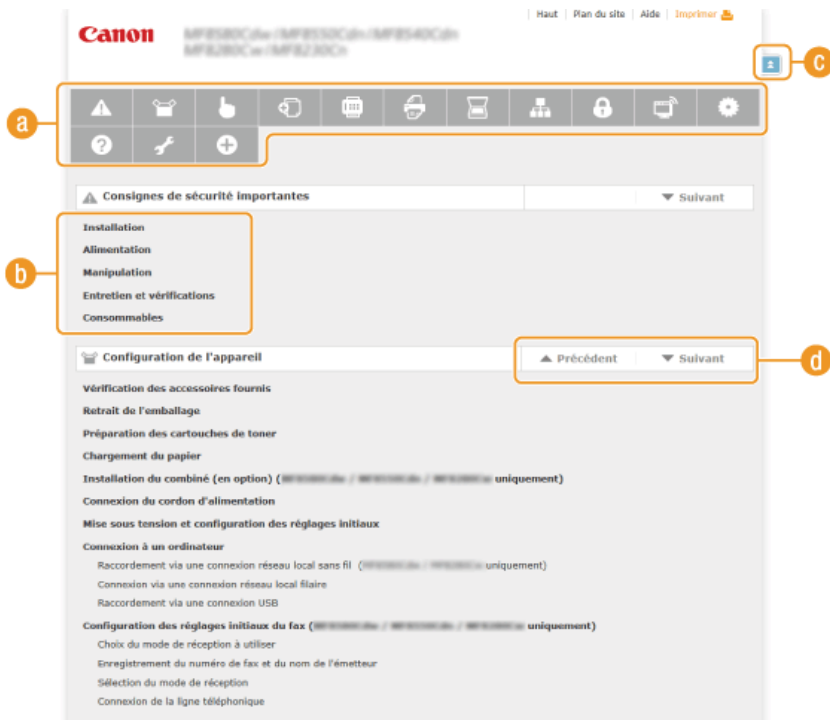 Haut | Plan du site | Aide | Imprimer
Canon
c
a
Consignes de sécurité importantes
Suivant
Installation
Alimentation
b
Manipulation
Entretien et vérifications
Consommables
Configuration de l'appareil
Précédent
Suivant
d
Vérification des accessoires fournis
Retrait de l'emballage
Préparation des cartouches de toner
Chargement du papier
Installation du combiné (en option) ( uniquement)
Connexion du cordon d'alimentation
Mise sous tension et configuration des réglages initiaux
Connexion à un ordinateur
Raccordement via une connexion réseau local sans fil ( uniquement)
Connexion via une connexion réseau local filaire
Raccordement via une connexion USB
Configuration des réglages initiaux du fax ( uniquement)
Choix du mode de réception à utiliser
Enregistrement du numéro de fax et du nom de l'émetteur
Sélection du mode de réception
Connexion de la ligne téléphonique